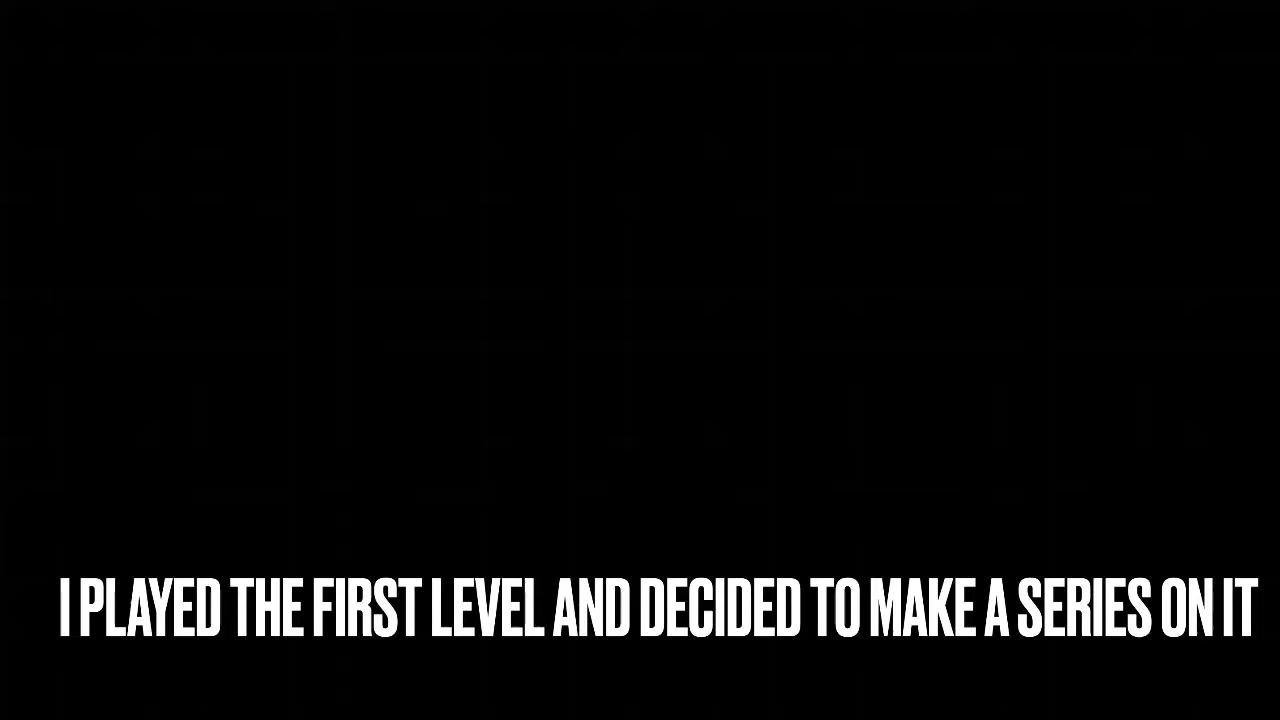 I PLAYED THE FIRST LEVEL AND DECIDED TO MAKE A SERIES ON IT